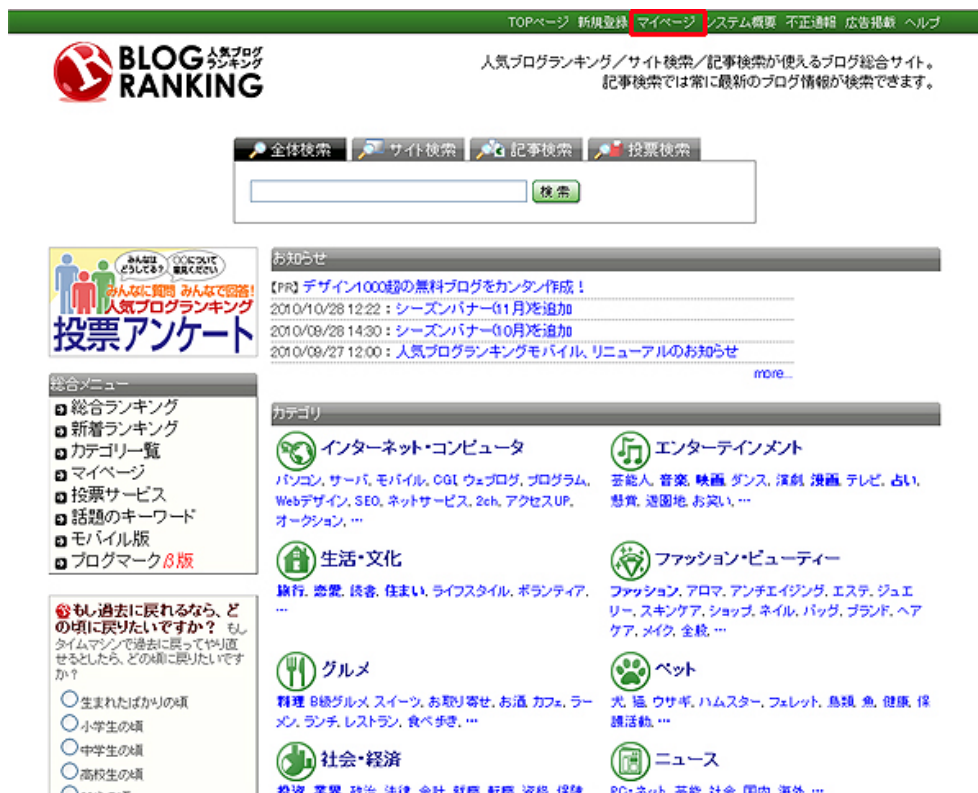 TOPページ 新規登録 マイページ システム概要 不正通報 広告掲載 ヘルプ
BLOG 人気ブログランキング
RANKING
人気ブログランキング／サイト検索／記事検索が使えるブログ総合サイト。
記事検索では常に最新のブログ情報が検索できます。
全体検索 サイト検索 記事検索 投票検索
検索
みんなはどうしてる？ ○○について意見ください
みんなに質問 みんなで回答!
人気ブログランキング
投票アンケート
お知らせ
【PR】デザイン1000超の無料ブログをカンタン作成！
2010/10/28 12:22：シーズンバナー(11月)を追加
2010/09/28 14:30：シーズンバナー(10月)を追加
2010/09/27 12:00：人気ブログランキングモバイル、リニューアルのお知らせ
more...
総合メニュー
総合ランキング
新着ランキング
カテゴリ一覧
マイページ
投票サービス
話題のキーワード
モバイル版
ブログマークβ版
もし過去に戻れるなら、ど
の頃に戻りたいですか？ もし
タイムマシンで過去に戻ってやり直
せるとしたら、どの頃に戻りたいです
か？
生まれたばかりの頃
小学生の頃
中学生の頃
高校生の頃
カテゴリ
インターネット・コンピュータ
パソコン, サーバ, モバイル, CGI, ウェブログ, プログラム,
Webデザイン, SEO, ネットサービス, 2ch, アクセスUP,
オークション, …
エンターテインメント
芸能人, 音楽, 映画, ダンス, 演劇, 漫画, テレビ, 占い,
懸賞, 遊園地, お笑い, …
生活・文化
旅行, 恋愛, 読書, 住まい, ライフスタイル, ボランティア,
…
ファッション・ビューティー
ファッション, アロマ, アンチエイジング, エステ, ジュエ
リー, スキンケア, ショップ, ネイル, バッグ, ブランド, ヘア
ケア, メイク, 全般, …
グルメ
料理, B級グルメ, スイーツ, お取り寄せ, お酒, カフェ, ラー
メン, ランチ, レストラン, 食べ歩き, …
ペット
犬, 猫, ウサギ, ハムスター, フェレット, 鳥類, 魚, 健康, 保
護活動, …
社会・経済
投資, 業界, 政治, 法律, 会計, 就職, 転職, 資格, 保険,
ニュース
PC・ネット, 芸能, 社会, 国内, 海外, …